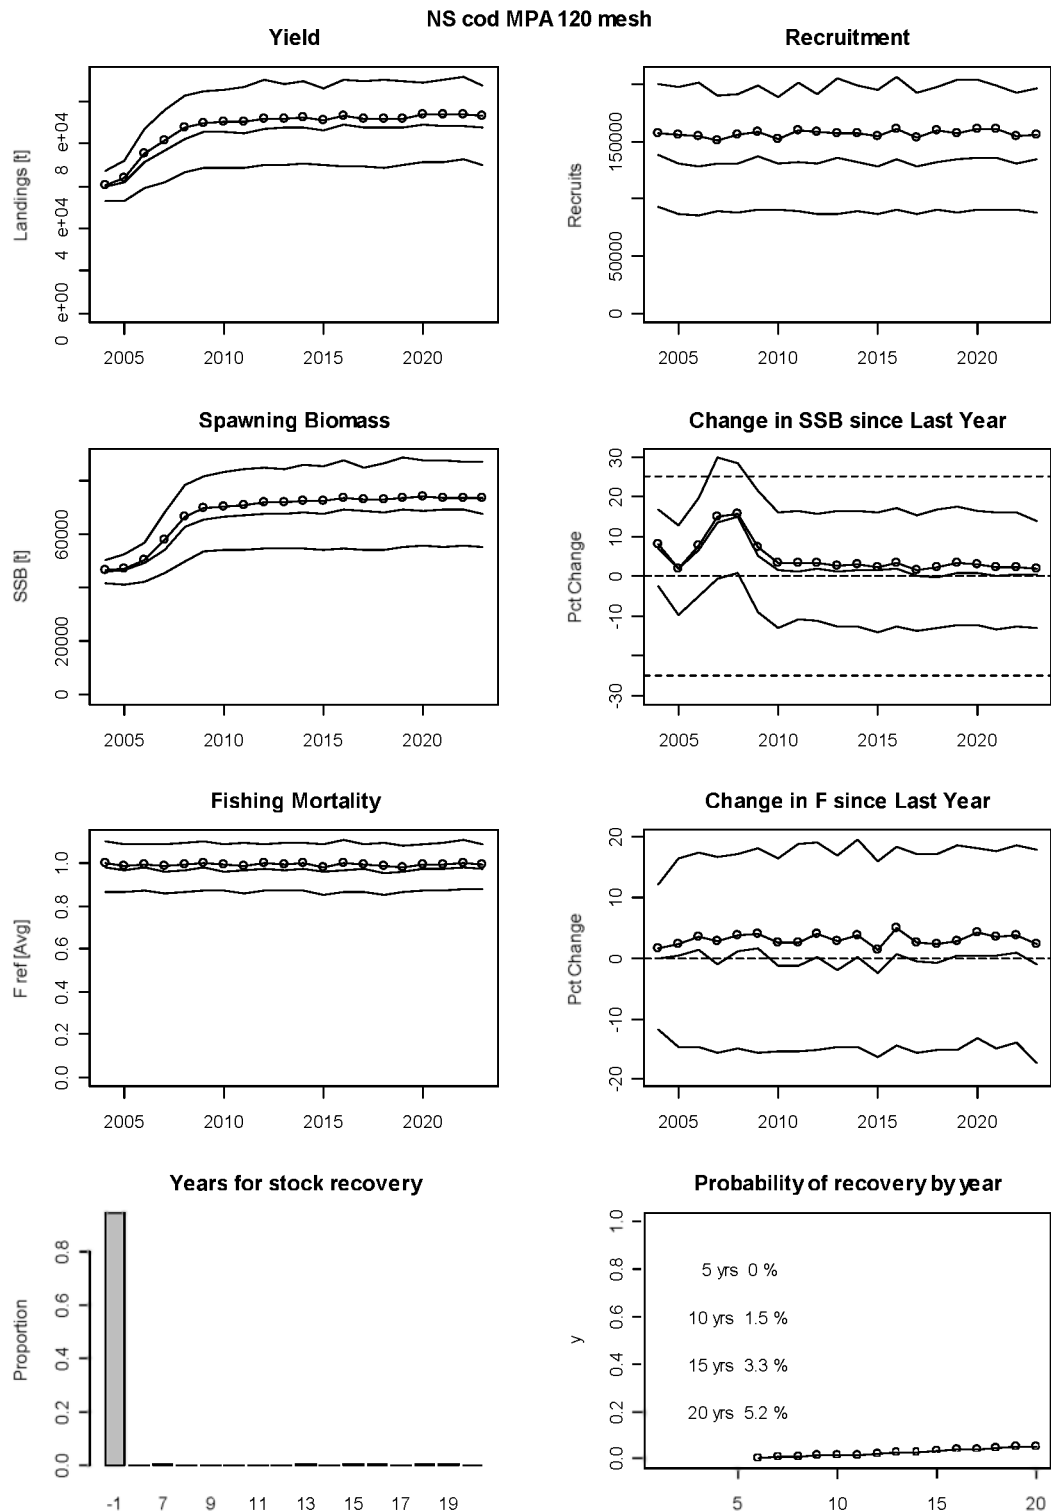 NS cod MPA 120 mesh
Yield
Landings [t]
0 e+00 4 e+04 8 e+04
2005 2010 2015 2020
Recruitment
Recruits
0 50000 150000
2005 2010 2015 2020
Spawning Biomass
SSB [t]
0 20000 60000
2005 2010 2015 2020
Change in SSB since Last Year
Pct Change
-30 -10 0 10 20 30
2005 2010 2015 2020
Fishing Mortality
F ref [Avg]
0.0 0.2 0.4 0.6 0.8 1.0
2005 2010 2015 2020
Change in F since Last Year
Pct Change
-20 -10 0 10 20
2005 2010 2015 2020
Years for stock recovery
Proportion
0.0 0.2 0.4 0.6 0.8
-1 7 9 11 13 15 17 19
Probability of recovery by year
y
0.0 0.2 0.4 0.6 0.8 1.0
5 yrs 0 %
10 yrs 1.5 %
15 yrs 3.3 %
20 yrs 5.2 %
5 10 15 20